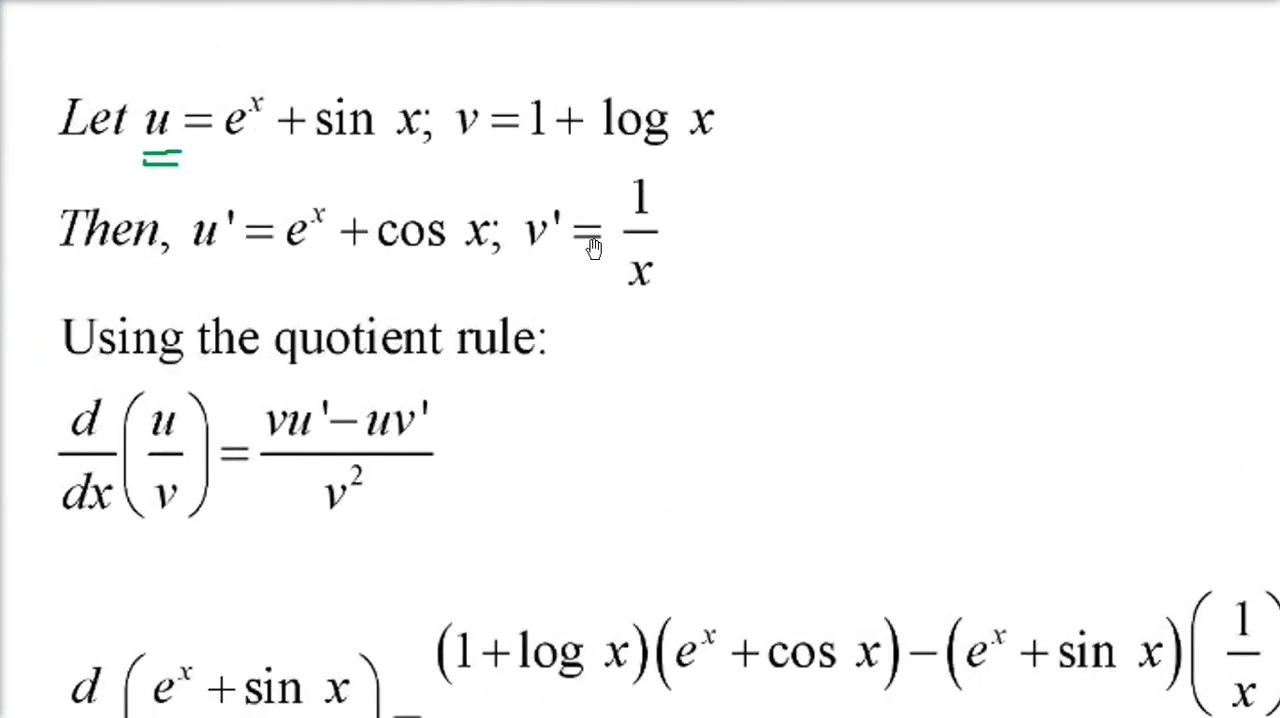 Let u = e^x + sin x; v = 1 + log x
Then, u' = e^x + cos x; v' = 1/x
Using the quotient rule:
d/dx (u/v) = (vu' − uv')/v^2
(1 + log x)(e^x + cos x) − (e^x + sin x)(1/x)
d (e^x + sin x) =